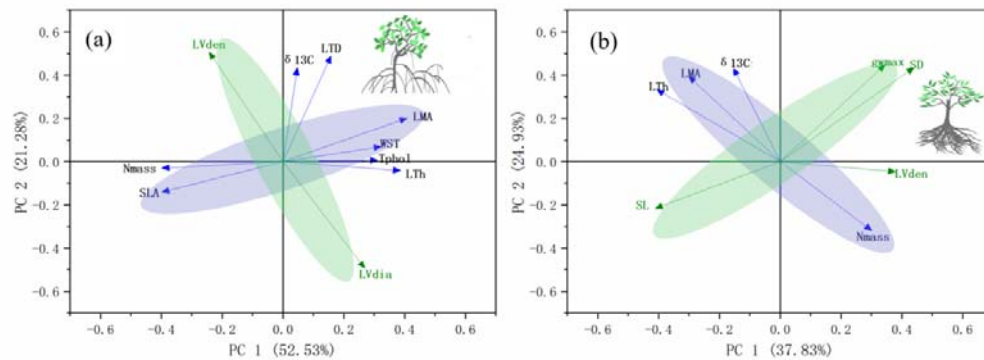 (a)
0.6
0.4
0.2
0.0
-0.2
-0.4
-0.6
PC 2 (21.28%)
LVden
δ 13C
LTD
LMA
WST
Tphol
LTh
Nmass
SLA
LVdia
-0.6 -0.4 -0.2 0.0 0.2 0.4 0.6
PC 1 (52.53%)
(b)
0.6
0.4
0.2
0.0
-0.2
-0.4
-0.6
PC 2 (24.93%)
δ 13C
LMA
LTh
gwmax
SD
LVden
SL
Nmass
-0.6 -0.4 -0.2 0.0 0.2 0.4 0.6
PC 1 (37.83%)